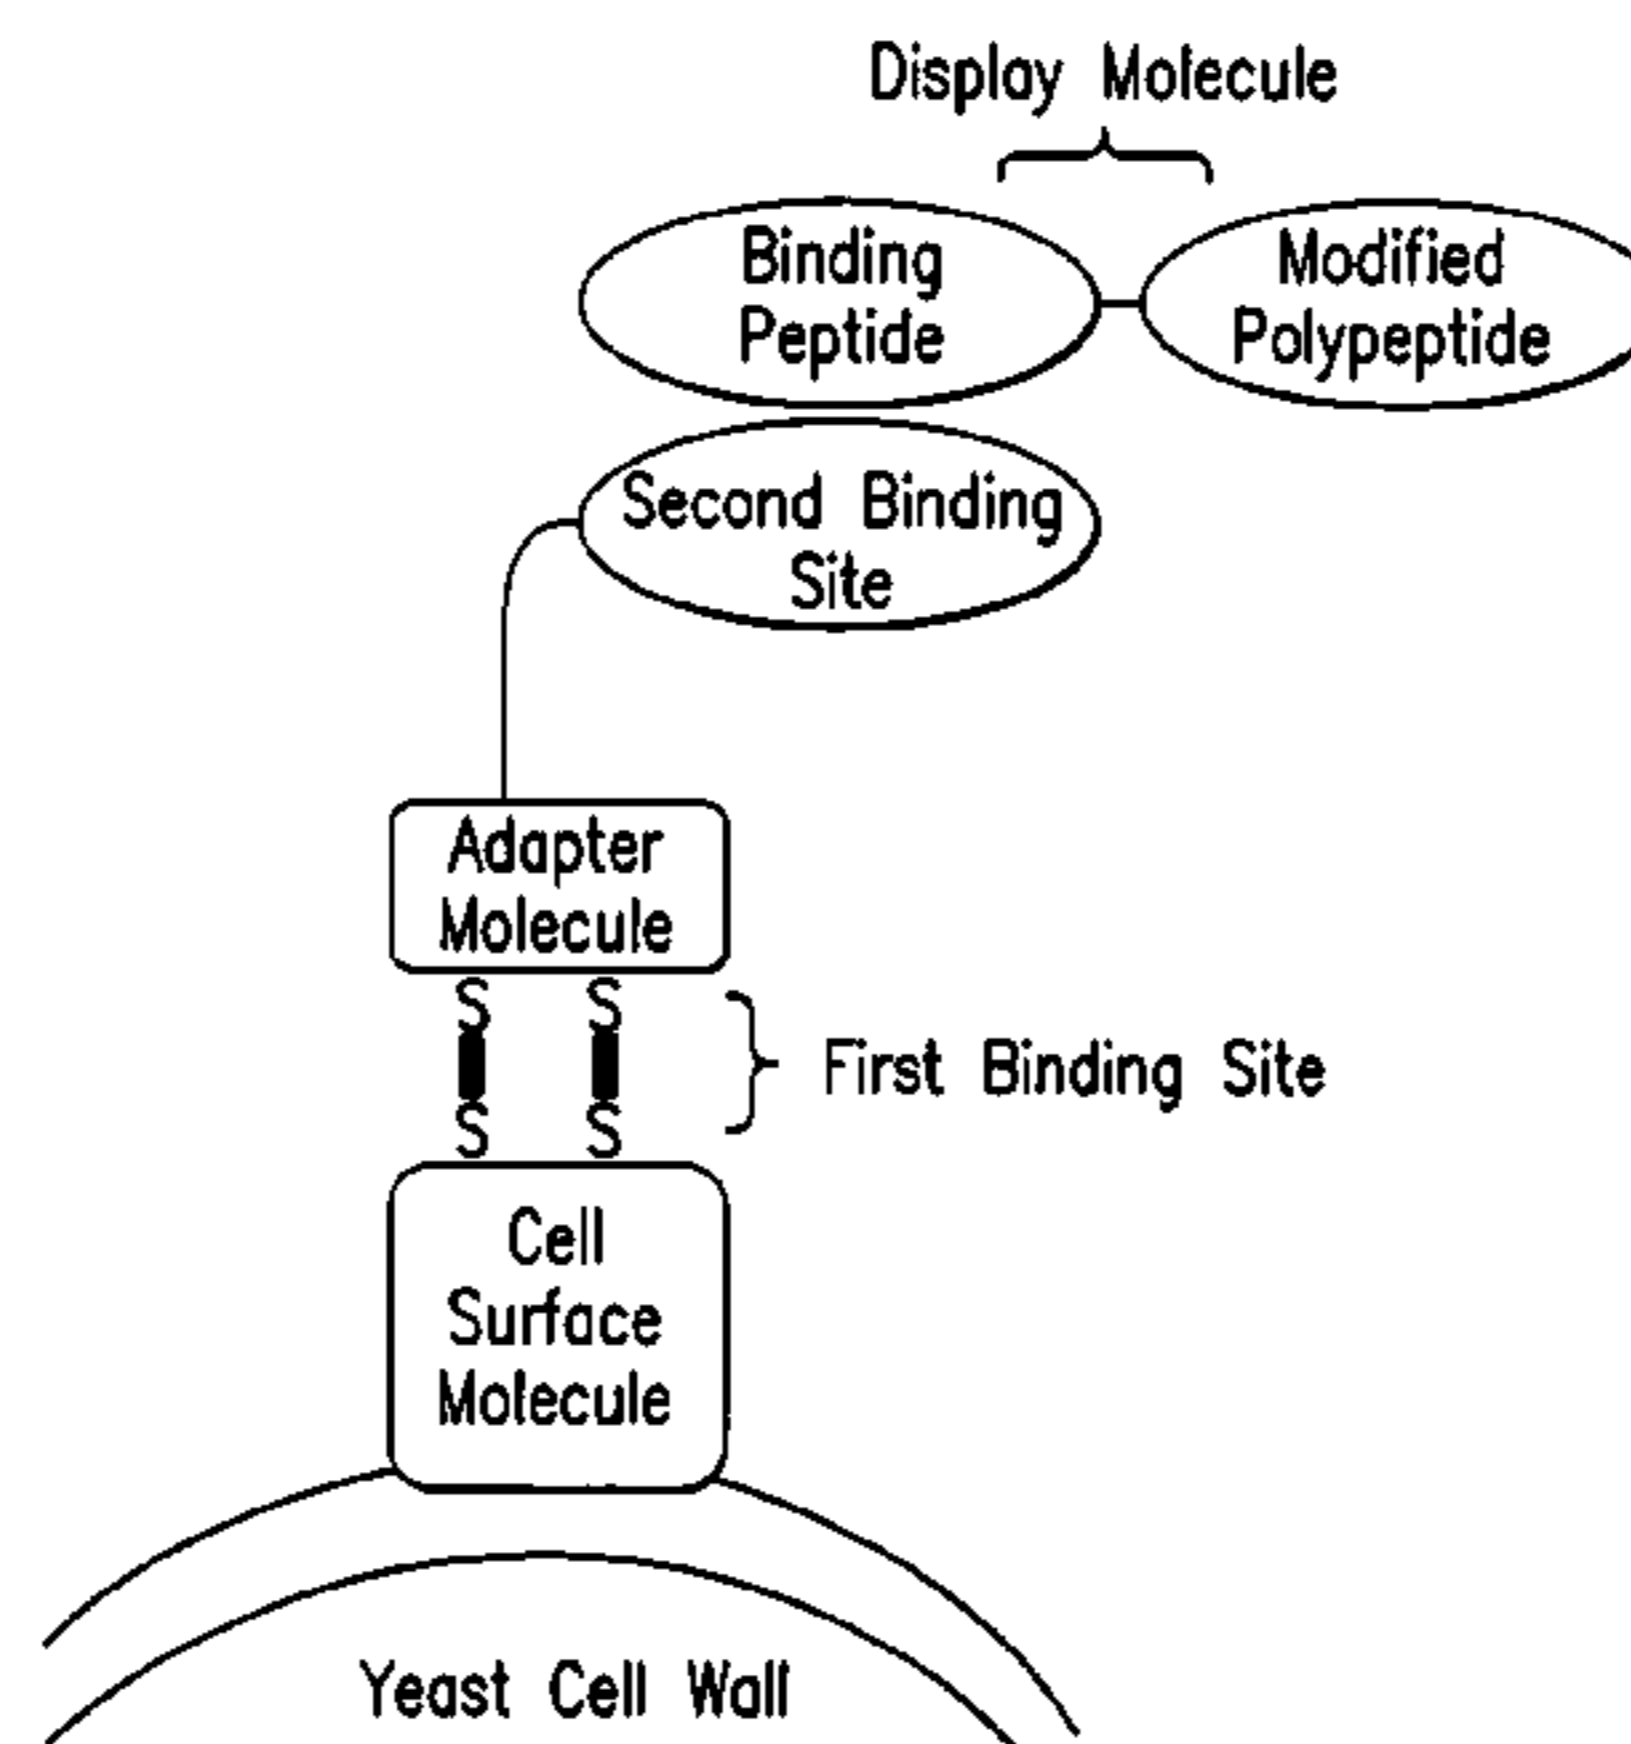 Display Molecule
Binding
Peptide
Modified
Polypeptide
Second Binding
Site
Adapter
Molecule
S S
S S
First Binding Site
Cell
Surface
Molecule
Yeast Cell Wall